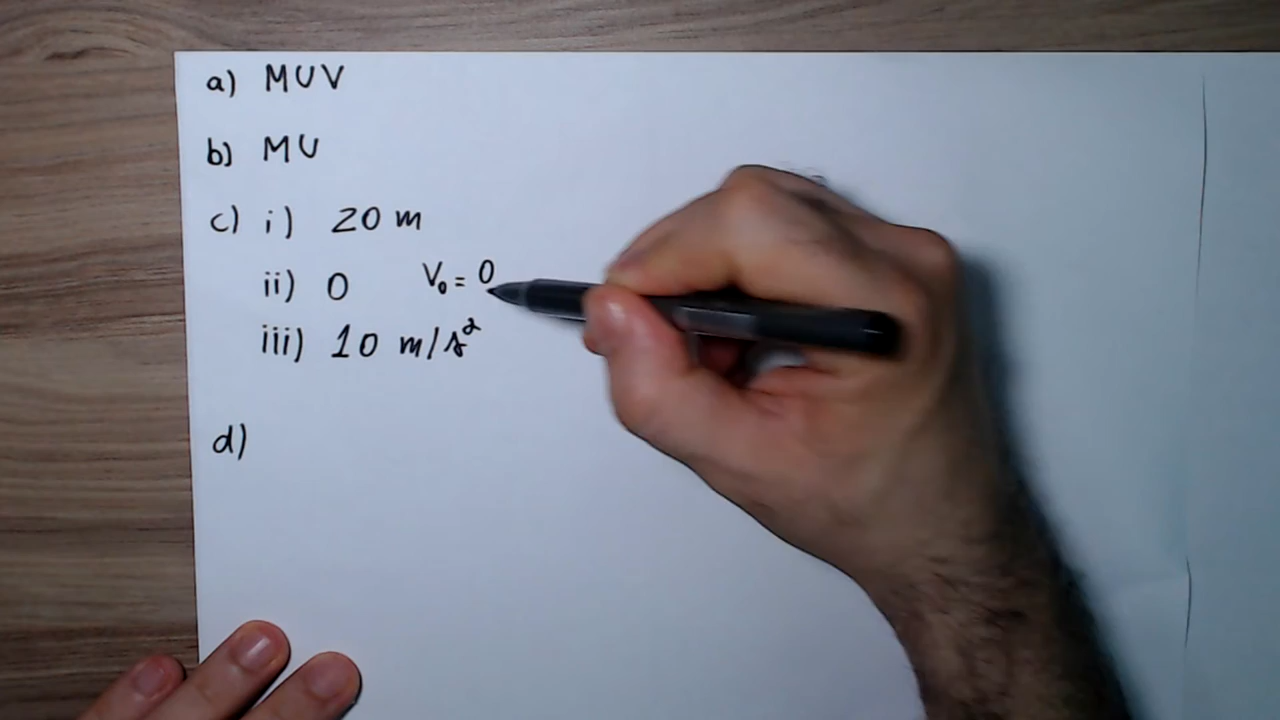 a) MUV
b) MU
c) i) 20 m
ii) 0 V₀ = 0
iii) 10 m/s²
d)